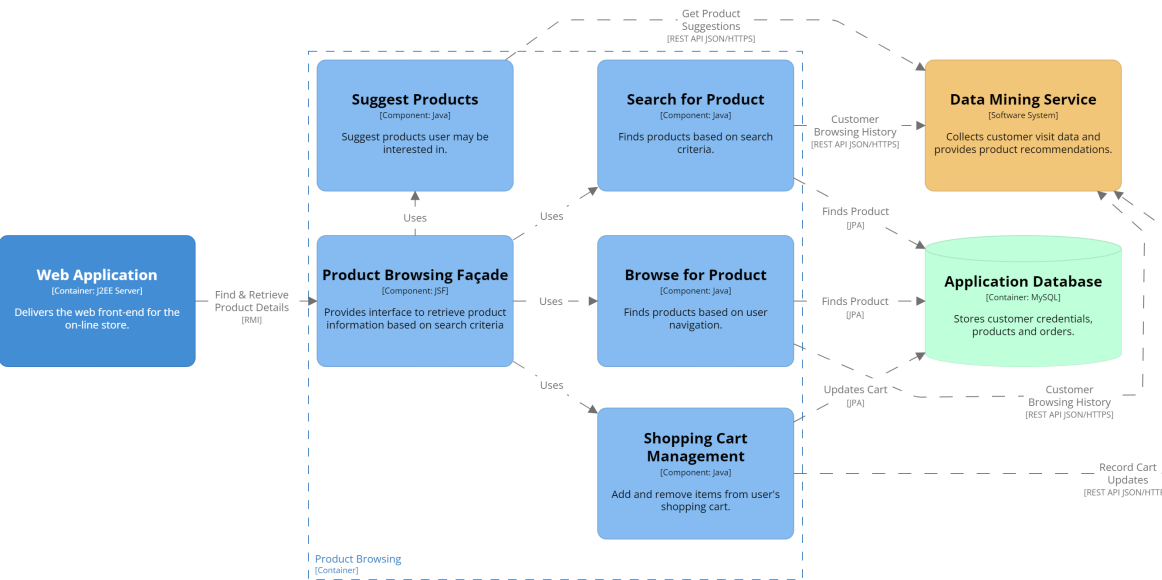 Get Product
Suggestions
[REST API JSON/HTTPS]
Suggest Products
[Component: Java]
Suggest products user may be
interested in.
Search for Product
[Component: Java]
Finds products based on search
criteria.
Customer
Browsing History
[REST API JSON/HTTPS]
Data Mining Service
[Software System]
Collects customer visit data and
provides product recommendations.
Uses
Uses
Finds Product
[JPA]
Web Application
[Container: J2EE Server]
Delivers the web front-end for the
on-line store.
Find & Retrieve
Product Details
[RMI]
Product Browsing Façade
[Component: JSF]
Provides interface to retrieve product
information based on search criteria
Uses
Browse for Product
[Component: Java]
Finds products based on user
navigation.
Finds Product
[JPA]
Application Database
[Container: MySQL]
Stores customer credentials,
products and orders.
Uses
Updates Cart
[JPA]
Customer
Browsing History
[REST API JSON/HTTPS]
Shopping Cart
Management
[Component: Java]
Add and remove items from user's
shopping cart.
Record Cart
Updates
[REST API JSON/HTT
Product Browsing
[Container]